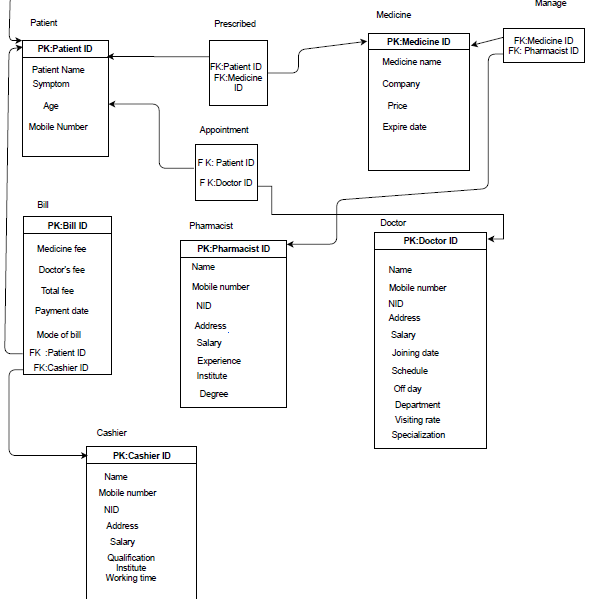 Manage
FK:Medicine ID
FK: Pharmacist ID
Patient
PK:Patient ID
Patient Name
Symptom
Age
Mobile Number
Prescribed
FK:Patient ID
FK:Medicine
ID
Medicine
PK:Medicine ID
Medicine name
Company
Price
Expire date
Appointment
F K: Patient ID
F K:Doctor ID
Bill
PK:Bill ID
Medicine fee
Doctor's fee
Total fee
Payment date
Mode of bill
FK :Patient ID
FK:Cashier ID
Pharmacist
PK:Pharmacist ID
Name
Mobile number
NID
Address
Salary
Experience
Institute
Degree
Doctor
PK:Doctor ID
Name
Mobile number
NID
Address
Salary
Joining date
Schedule
Off day
Department
Visiting rate
Specialization
Cashier
PK:Cashier ID
Name
Mobile number
NID
Address
Salary
Qualification
Institute
Working time